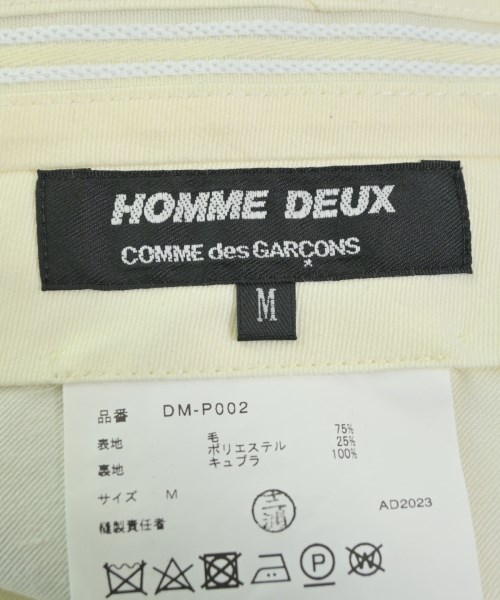 HOMME DEUX
COMME des GARÇONS
M
品番 DM-P002
表地 毛 75%
ポリエステル 25%
裏地 キュプラ 100%
サイズ M
縫製責任者 AD2023
P W